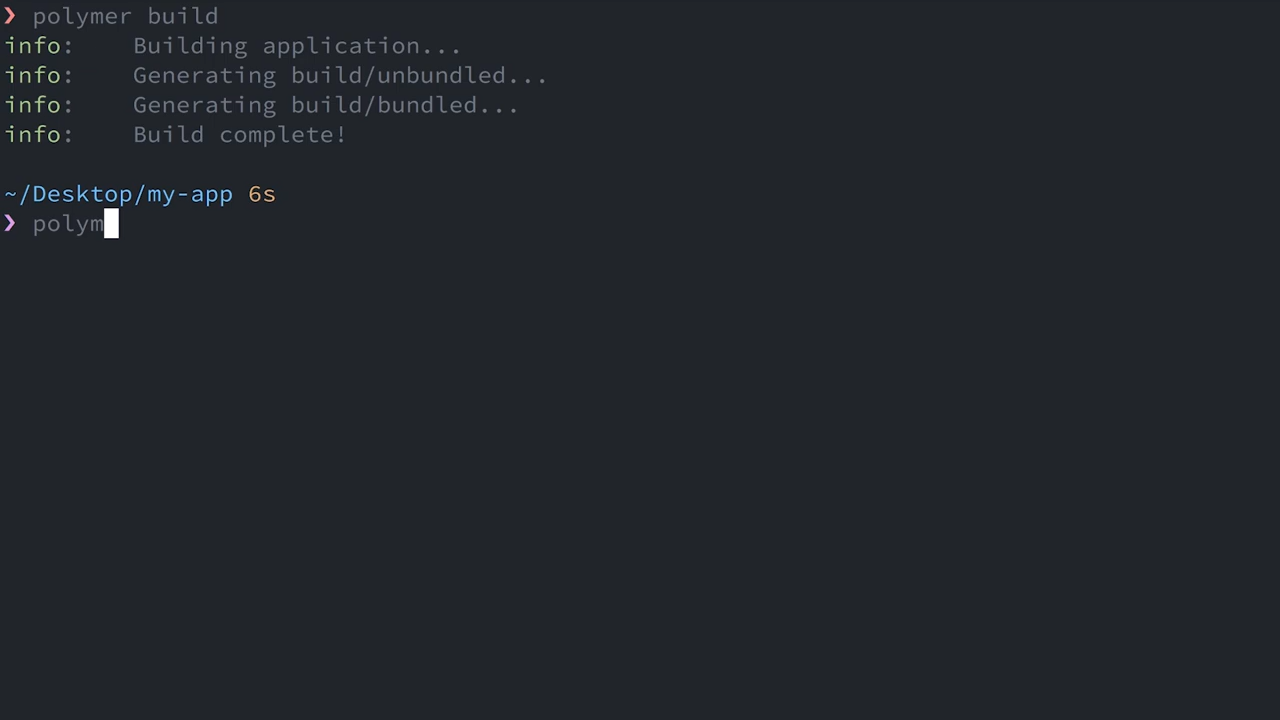 ❯ polymer build
info:    Building application...
info:    Generating build/unbundled...
info:    Generating build/bundled...
info:    Build complete!
~/Desktop/my-app 6s
❯ polym